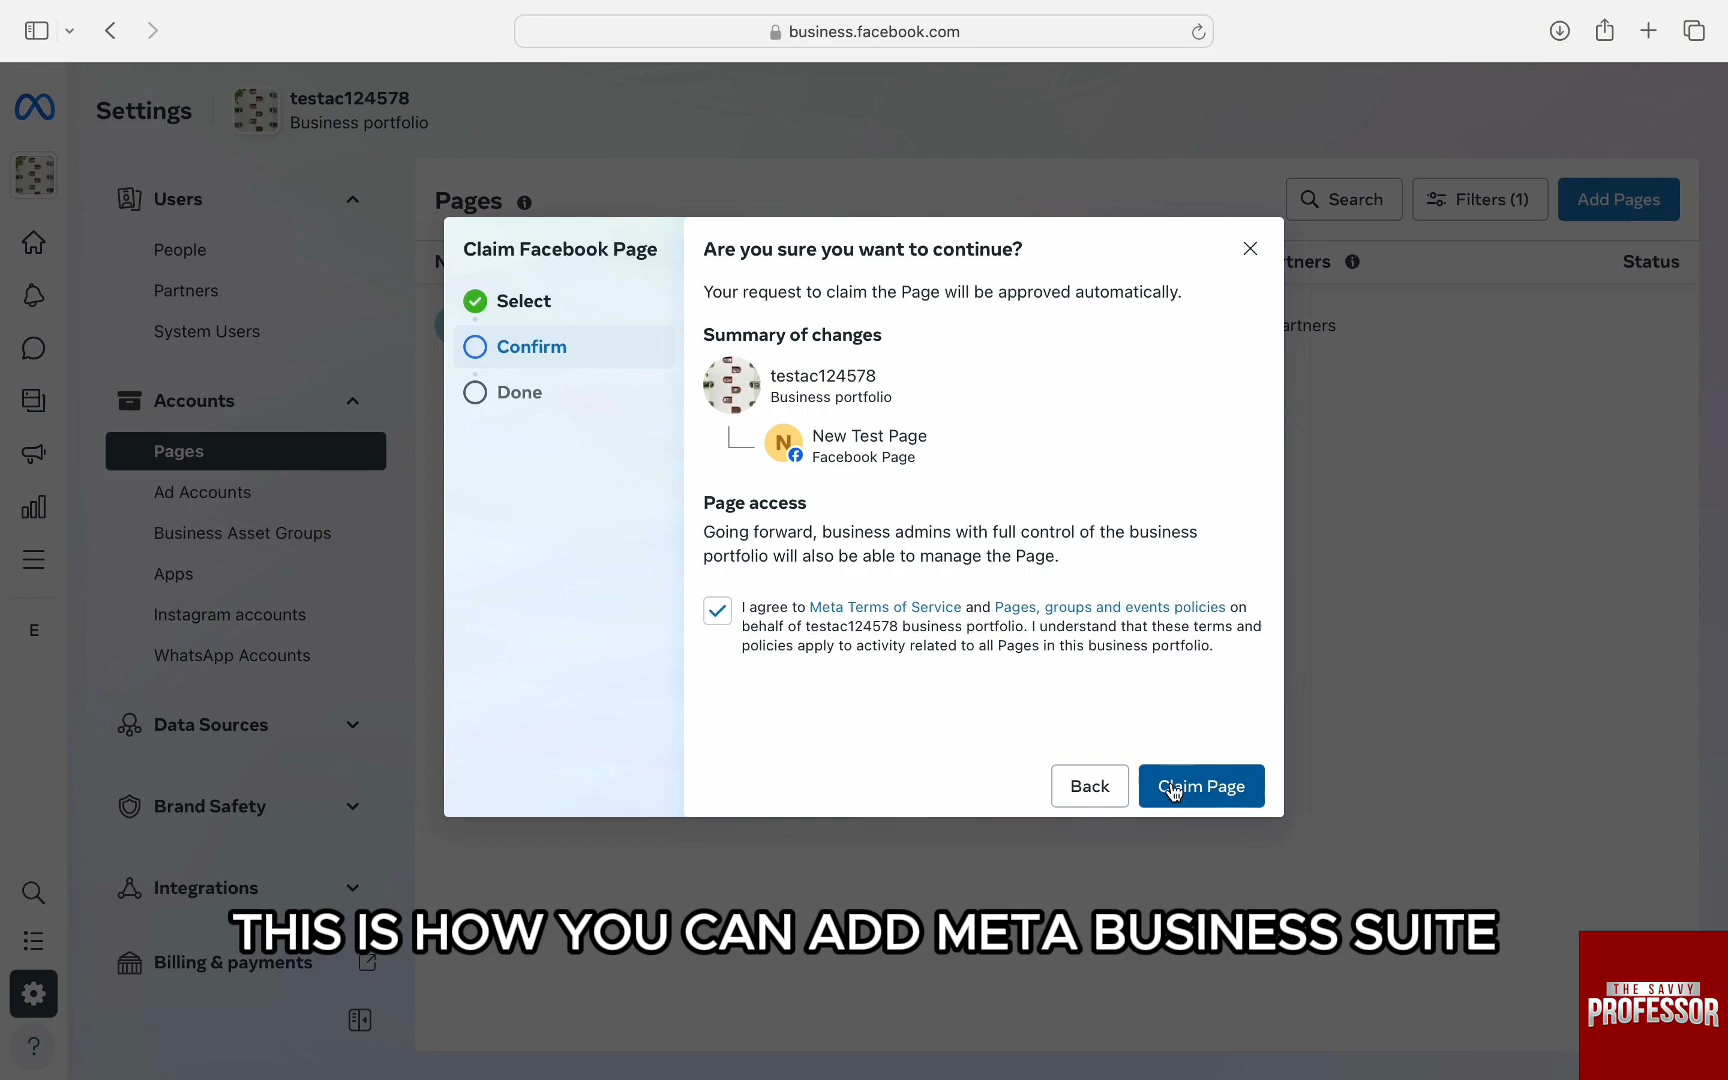 business.facebook.com
Settings
testac124578
Business portfolio
Users
People
Partners
System Users
Accounts
Pages
Ad Accounts
Business Asset Groups
Apps
Instagram accounts
WhatsApp Accounts
Data Sources
Brand Safety
Integrations
Billing & payments
E
?
Pages
Search
Filters (1)
Add Pages
N
tners
Status
artners
Claim Facebook Page
Select
Confirm
Done
Are you sure you want to continue?
Your request to claim the Page will be approved automatically.
Summary of changes
testac124578
Business portfolio
N
New Test Page
Facebook Page
Page access
Going forward, business admins with full control of the business
portfolio will also be able to manage the Page.
I agree to Meta Terms of Service and Pages, groups and events policies on
behalf of testac124578 business portfolio. I understand that these terms and
policies apply to activity related to all Pages in this business portfolio.
Back
Claim Page
THIS IS HOW YOU CAN ADD META BUSINESS SUITE
THE SAVVY
PROFESSOR